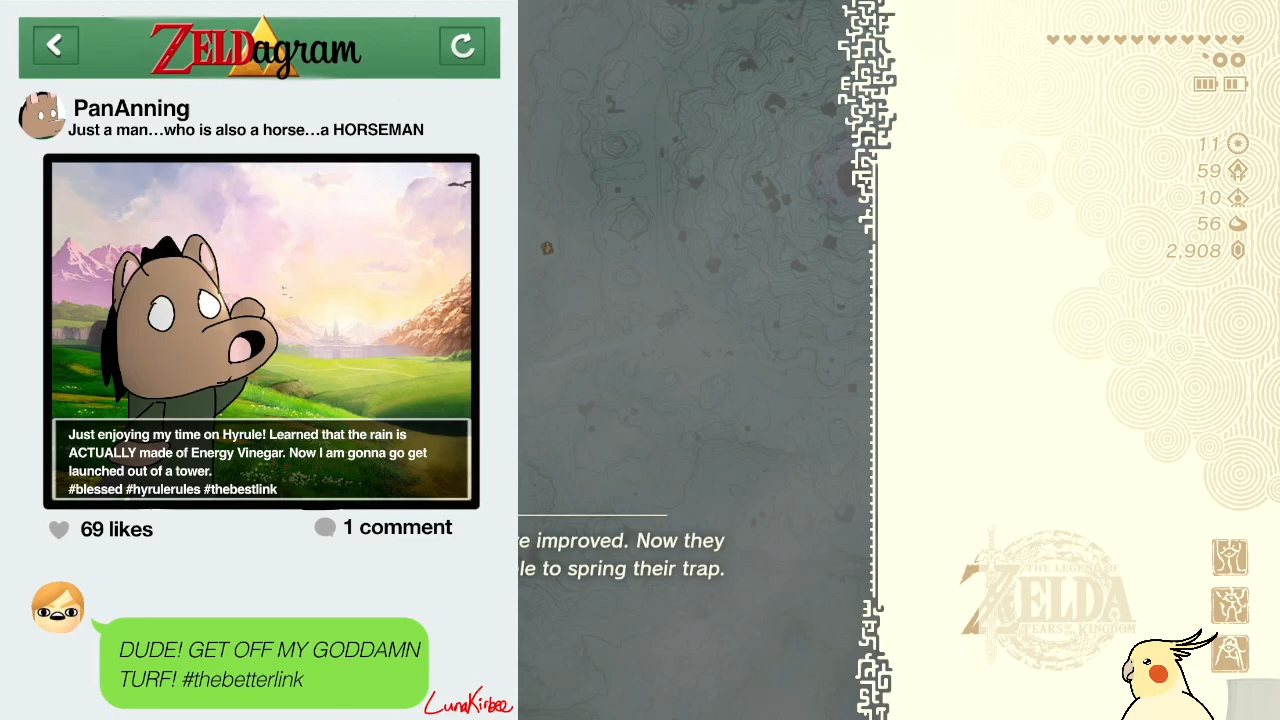 ZELDagram
PanAnning
Just a man...who is also a horse...a HORSEMAN
Just enjoying my time on Hyrule! Learned that the rain is
ACTUALLY made of Energy Vinegar. Now I am gonna go get
launched out of a tower.
#blessed #hyrulerules #thebestlink
69 likes
1 comment
DUDE! GET OFF MY GODDAMN
TURF! #thebetterlink
LunaKirbee
e improved. Now they
le to spring their trap.
11
59
10
56
2,908
THE LEGEND OF
ZELDA
TEARS OF THE KINGDOM